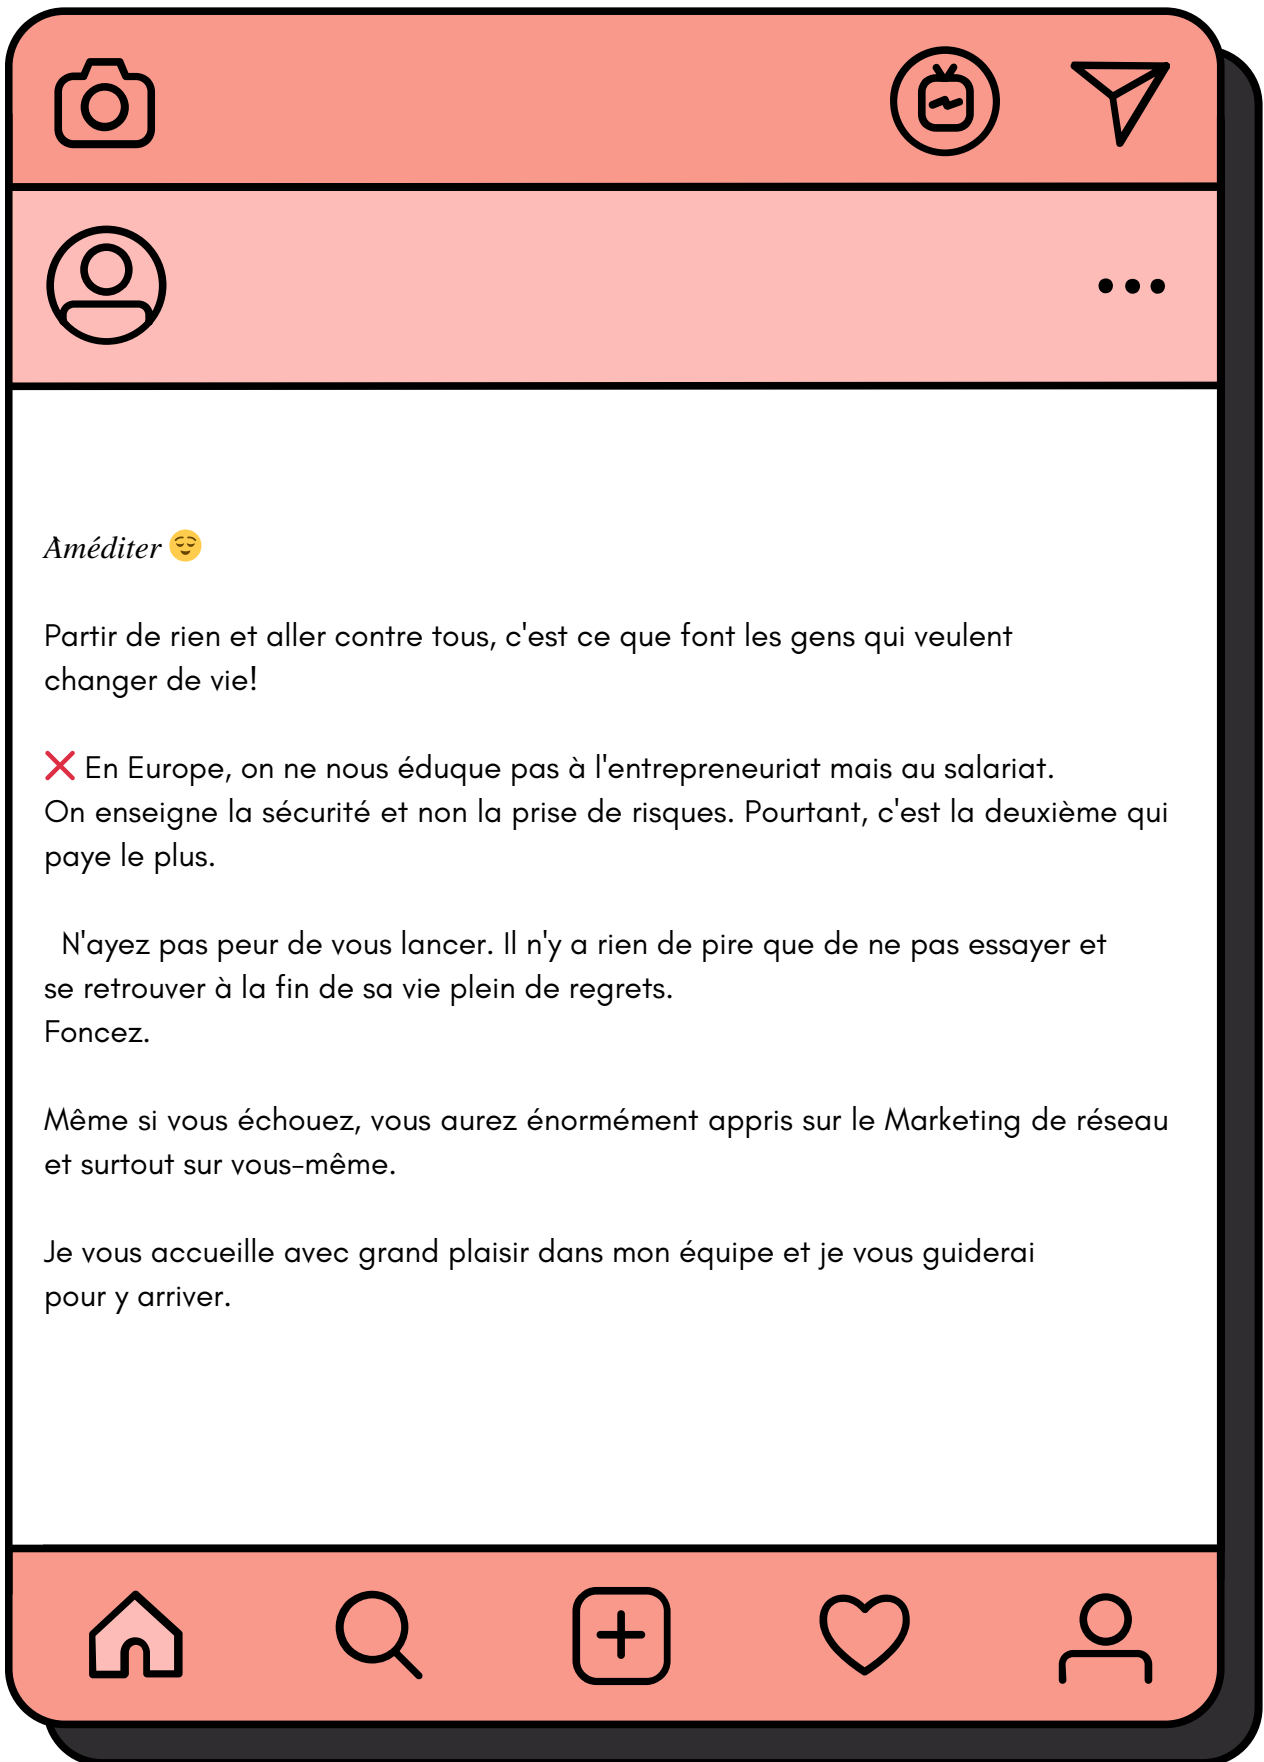 À méditer 😌
Partir de rien et aller contre tous, c'est ce que font les gens qui veulent
changer de vie!
❌ En Europe, on ne nous éduque pas à l'entrepreneuriat mais au salariat.
On enseigne la sécurité et non la prise de risques. Pourtant, c'est la deuxième qui
paye le plus.
N'ayez pas peur de vous lancer. Il n'y a rien de pire que de ne pas essayer et
se retrouver à la fin de sa vie plein de regrets.
Foncez.
Même si vous échouez, vous aurez énormément appris sur le Marketing de réseau
et surtout sur vous-même.
Je vous accueille avec grand plaisir dans mon équipe et je vous guiderai
pour y arriver.